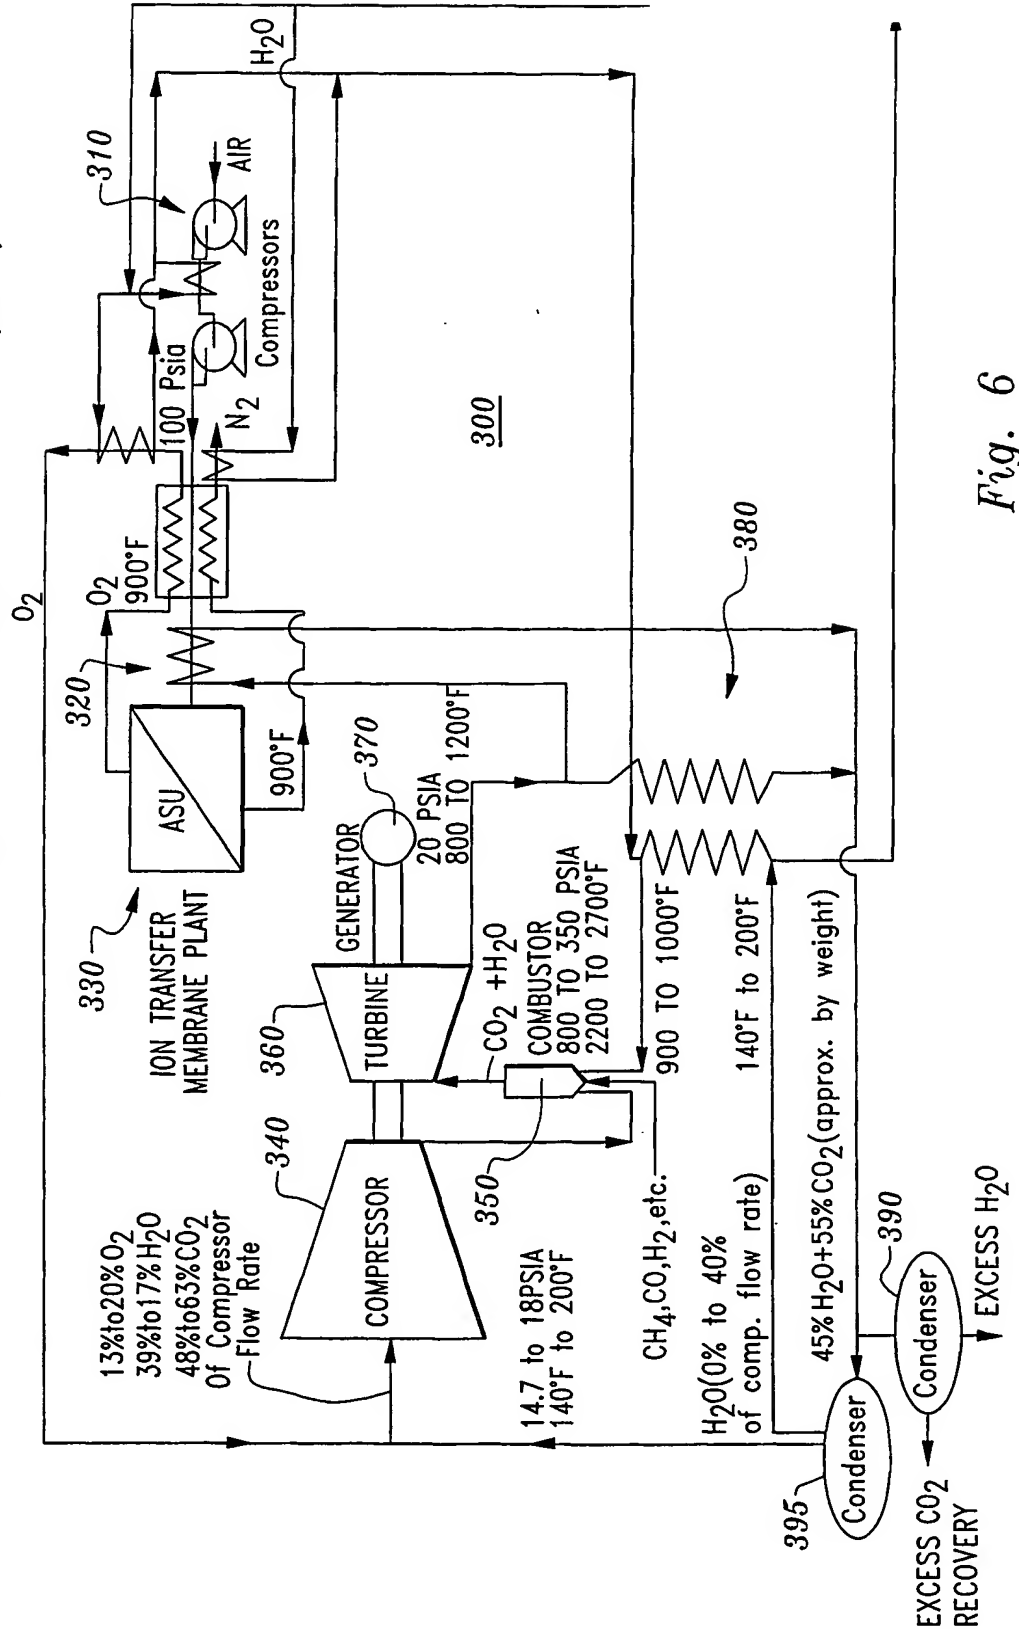 O2
H2O
310
AIR
Compressors
100 Psia
N2
O2
900°F
320
300
ASU
900°F
330
ION TRANSFER
MEMBRANE PLANT
380
370
GENERATOR
20 PSIA
800 TO 1200°F
360
TURBINE
CO2 +H2O
COMBUSTOR
800 TO 350 PSIA
2200 TO 2700°F
900 TO 1000°F
140°F to 200°F
340
COMPRESSOR
350
13%to20%O2
39%to17%H2O
48%to63%CO2
Of Compressor
Flow Rate
14.7 to 18PSIA
140°F to 200°F
CH4,CO,H2,etc.
H2O(0% to 40%
of comp. flow rate)
45%H2O+55%CO2(approx. by weight)
390
Condenser
EXCESS H2O
395
Condenser
EXCESS CO2
RECOVERY
Fig. 6